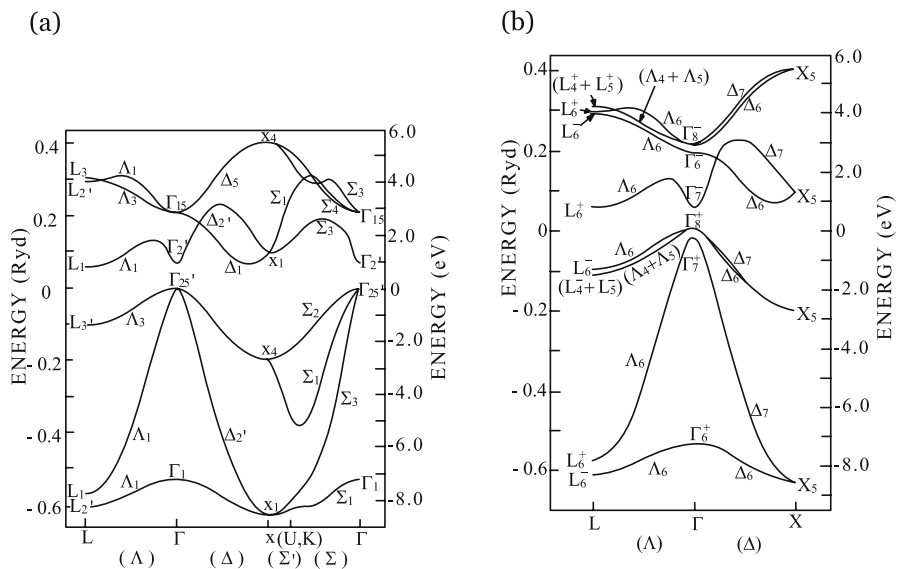 (a)
(b)
ENERGY (Ryd)
0.4
0.2
0
- 0.2
- 0.4
- 0.6
L3
L2'
L1
L3'
L1
L2'
Λ1
Λ3
Λ1
Λ3
Λ1
Λ1
Γ15
Γ2'
Γ25'
Γ1
Δ5
Δ2'
Δ1
Δ2'
x4
x1
x4
x1
Σ1
Σ3
Σ4
Σ3
Σ2
Σ1
Σ3
Σ1
Γ15
Γ2'
Γ25'
Γ1
6.0
4.0
2.0
0
-2.0
-4.0
-6.0
-8.0
ENERGY (eV)
L Γ x (U,K) Γ
(Λ) (Δ) (Σ') (Σ)
ENERGY (Ryd)
0.4
0.2
0
- 0.2
- 0.4
- 0.6
(L4+ + L5+)
L6+
L6-
L6+
L6-
(L4- + L5-)
L6+
L6-
(Λ4 + Λ5)
Λ6
Λ6
Λ6
Λ6
(Λ4+Λ5)
Λ6
Λ6
Γ8-
Γ6-
Γ7-
Γ8+
Γ7+
Γ6+
Δ7
Δ6
Δ7
Δ7
Δ6
Δ7
Δ6
X5
X5
X5
X5
6.0
4.0
2.0
0
-2.0
-4.0
-6.0
-8.0
ENERGY (eV)
L Γ X
(Λ) (Δ)